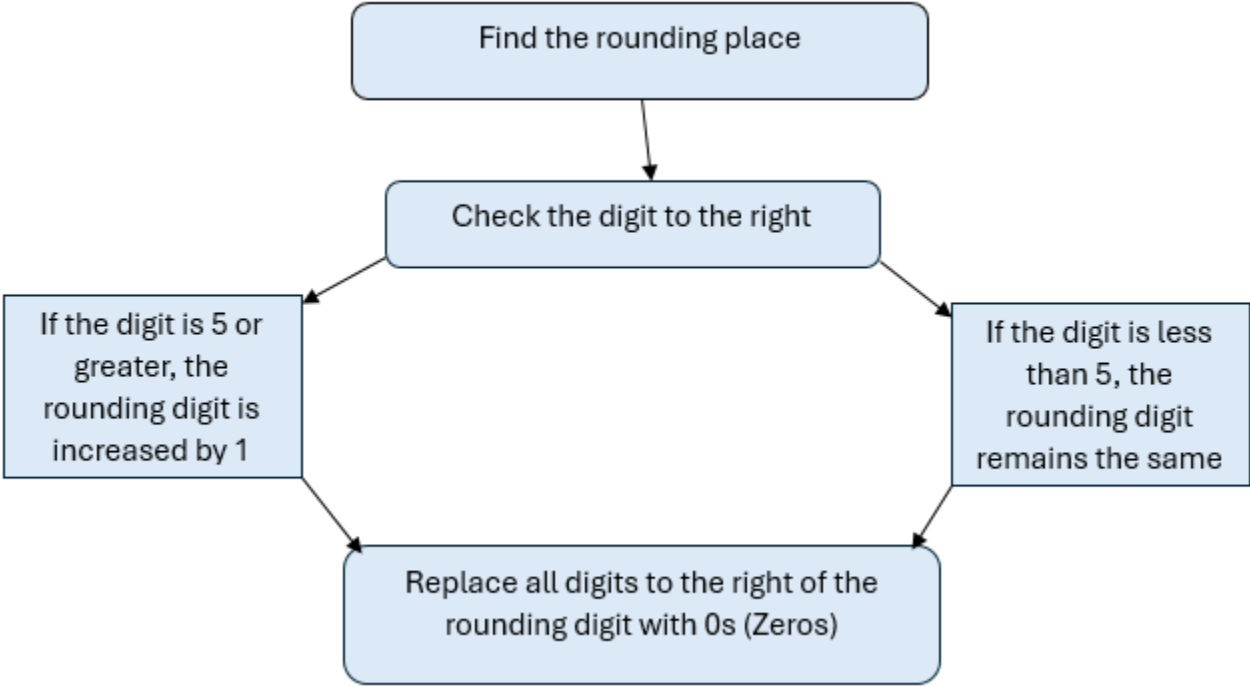 Find the rounding place
Check the digit to the right
If the digit is 5 or
greater, the
rounding digit is
increased by 1
If the digit is less
than 5, the
rounding digit
remains the same
Replace all digits to the right of the
rounding digit with 0s (Zeros)